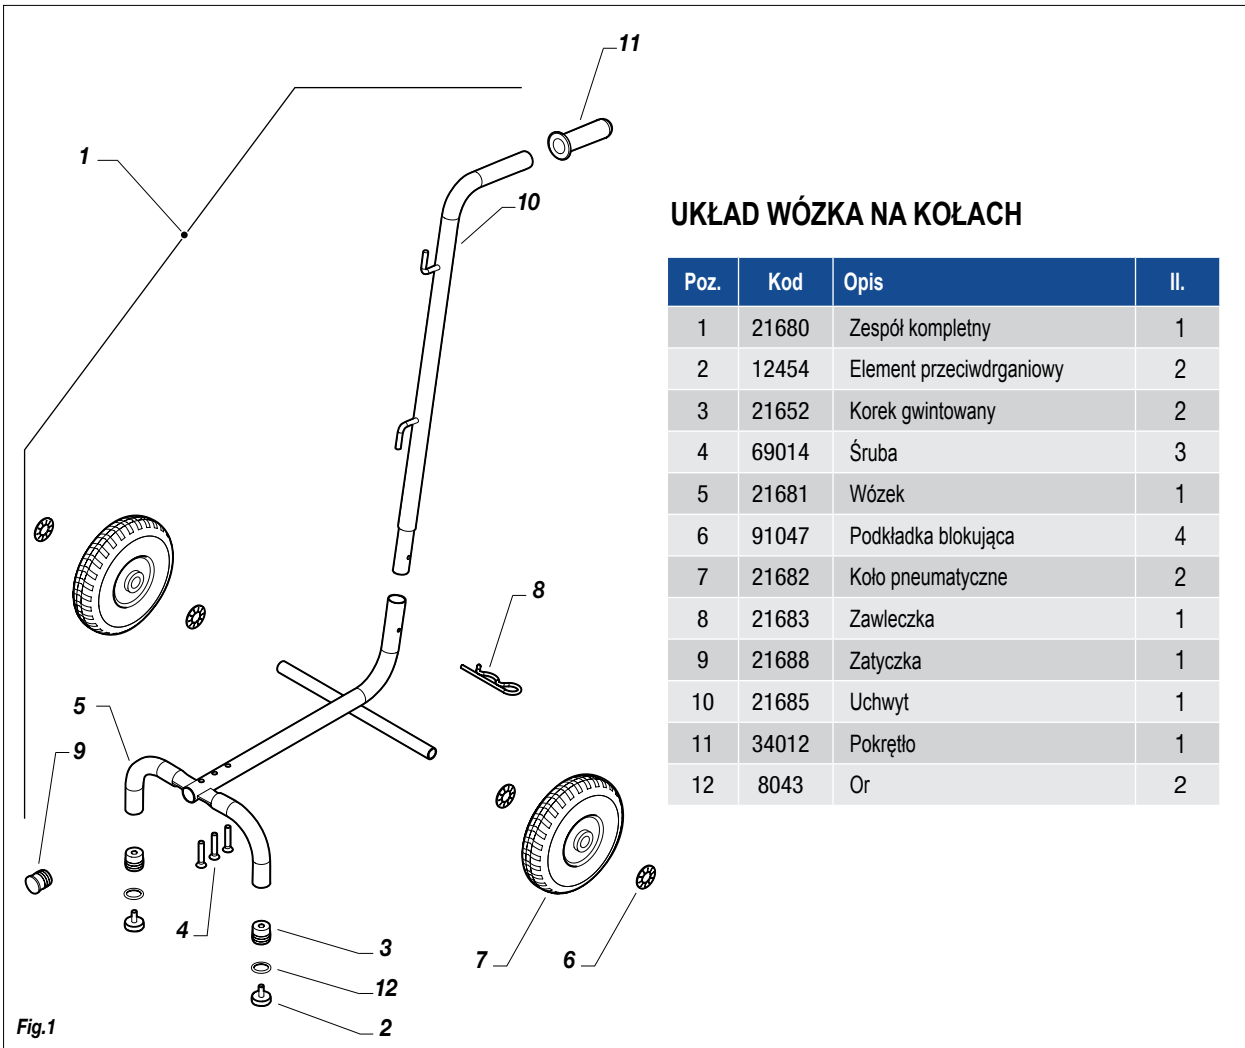 11
1
10
UKŁAD WÓZKA NA KOŁACH
Poz. Kod Opis Il.
1 21680 Zespół kompletny 1
2 12454 Element przeciwdrganiowy 2
3 21652 Korek gwintowany 2
4 69014 Śruba 3
5 21681 Wózek 1
6 91047 Podkładka blokująca 4
7 21682 Koło pneumatyczne 2
8 21683 Zawleczka 1
9 21688 Zatyczka 1
10 21685 Uchwyt 1
11 34012 Pokrętło 1
12 8043 Or 2
8
5
9
4
3
7
6
12
2
Fig.1